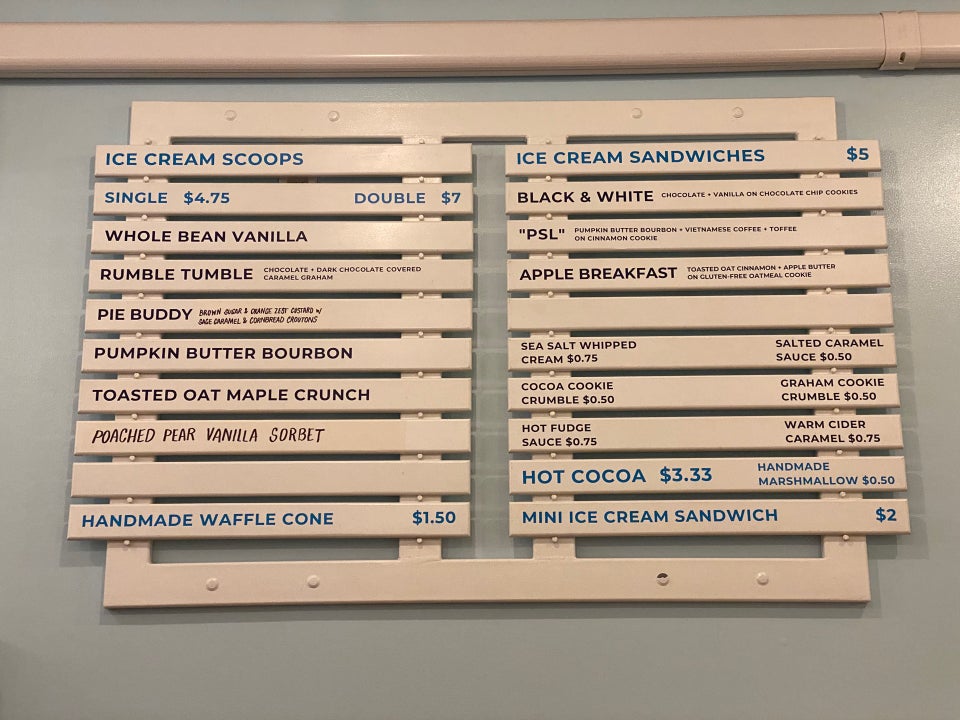 ICE CREAM SCOOPS
SINGLE $4.75 DOUBLE $7
WHOLE BEAN VANILLA
RUMBLE TUMBLE CHOCOLATE + DARK CHOCOLATE COVERED
CARAMEL GRAHAM
PIE BUDDY BROWN SUGAR & ORANGE ZEST CUSTARD W/
SAGE CARAMEL & CORNBREAD CROUTONS
PUMPKIN BUTTER BOURBON
TOASTED OAT MAPLE CRUNCH
POACHED PEAR VANILLA SORBET
HANDMADE WAFFLE CONE $1.50
ICE CREAM SANDWICHES $5
BLACK & WHITE CHOCOLATE + VANILLA ON CHOCOLATE CHIP COOKIES
"PSL" PUMPKIN BUTTER BOURBON + VIETNAMESE COFFEE + TOFFEE
ON CINNAMON COOKIE
APPLE BREAKFAST TOASTED OAT CINNAMON + APPLE BUTTER
ON GLUTEN-FREE OATMEAL COOKIE
SEA SALT WHIPPED
CREAM $0.75
SALTED CARAMEL
SAUCE $0.50
COCOA COOKIE
CRUMBLE $0.50
GRAHAM COOKIE
CRUMBLE $0.50
HOT FUDGE
SAUCE $0.75
WARM CIDER
CARAMEL $0.75
HOT COCOA $3.33
HANDMADE
MARSHMALLOW $0.50
MINI ICE CREAM SANDWICH $2